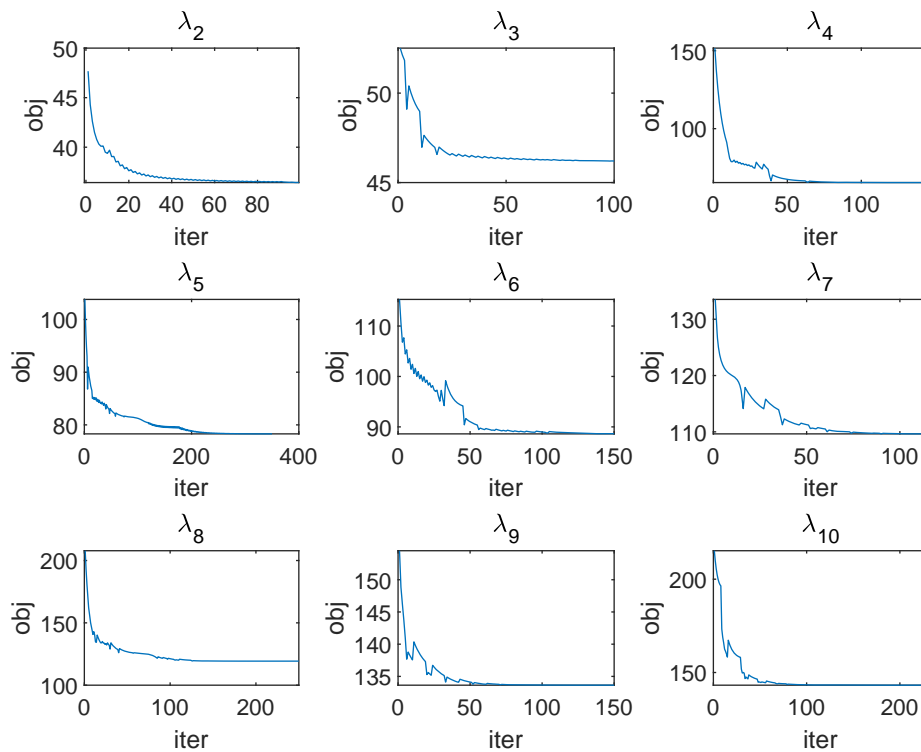 λ2
50
45
40
obj
0 20 40 60 80
iter
λ3
50
45
obj
0 50 100
iter
λ4
150
100
obj
0 50 100
iter
λ5
100
90
80
obj
0 200 400
iter
λ6
110
100
90
obj
0 50 100 150
iter
λ7
130
120
110
obj
0 50 100
iter
λ8
200
150
100
obj
0 100 200
iter
λ9
150
145
140
135
obj
0 50 100 150
iter
λ10
200
150
obj
0 100 200
iter